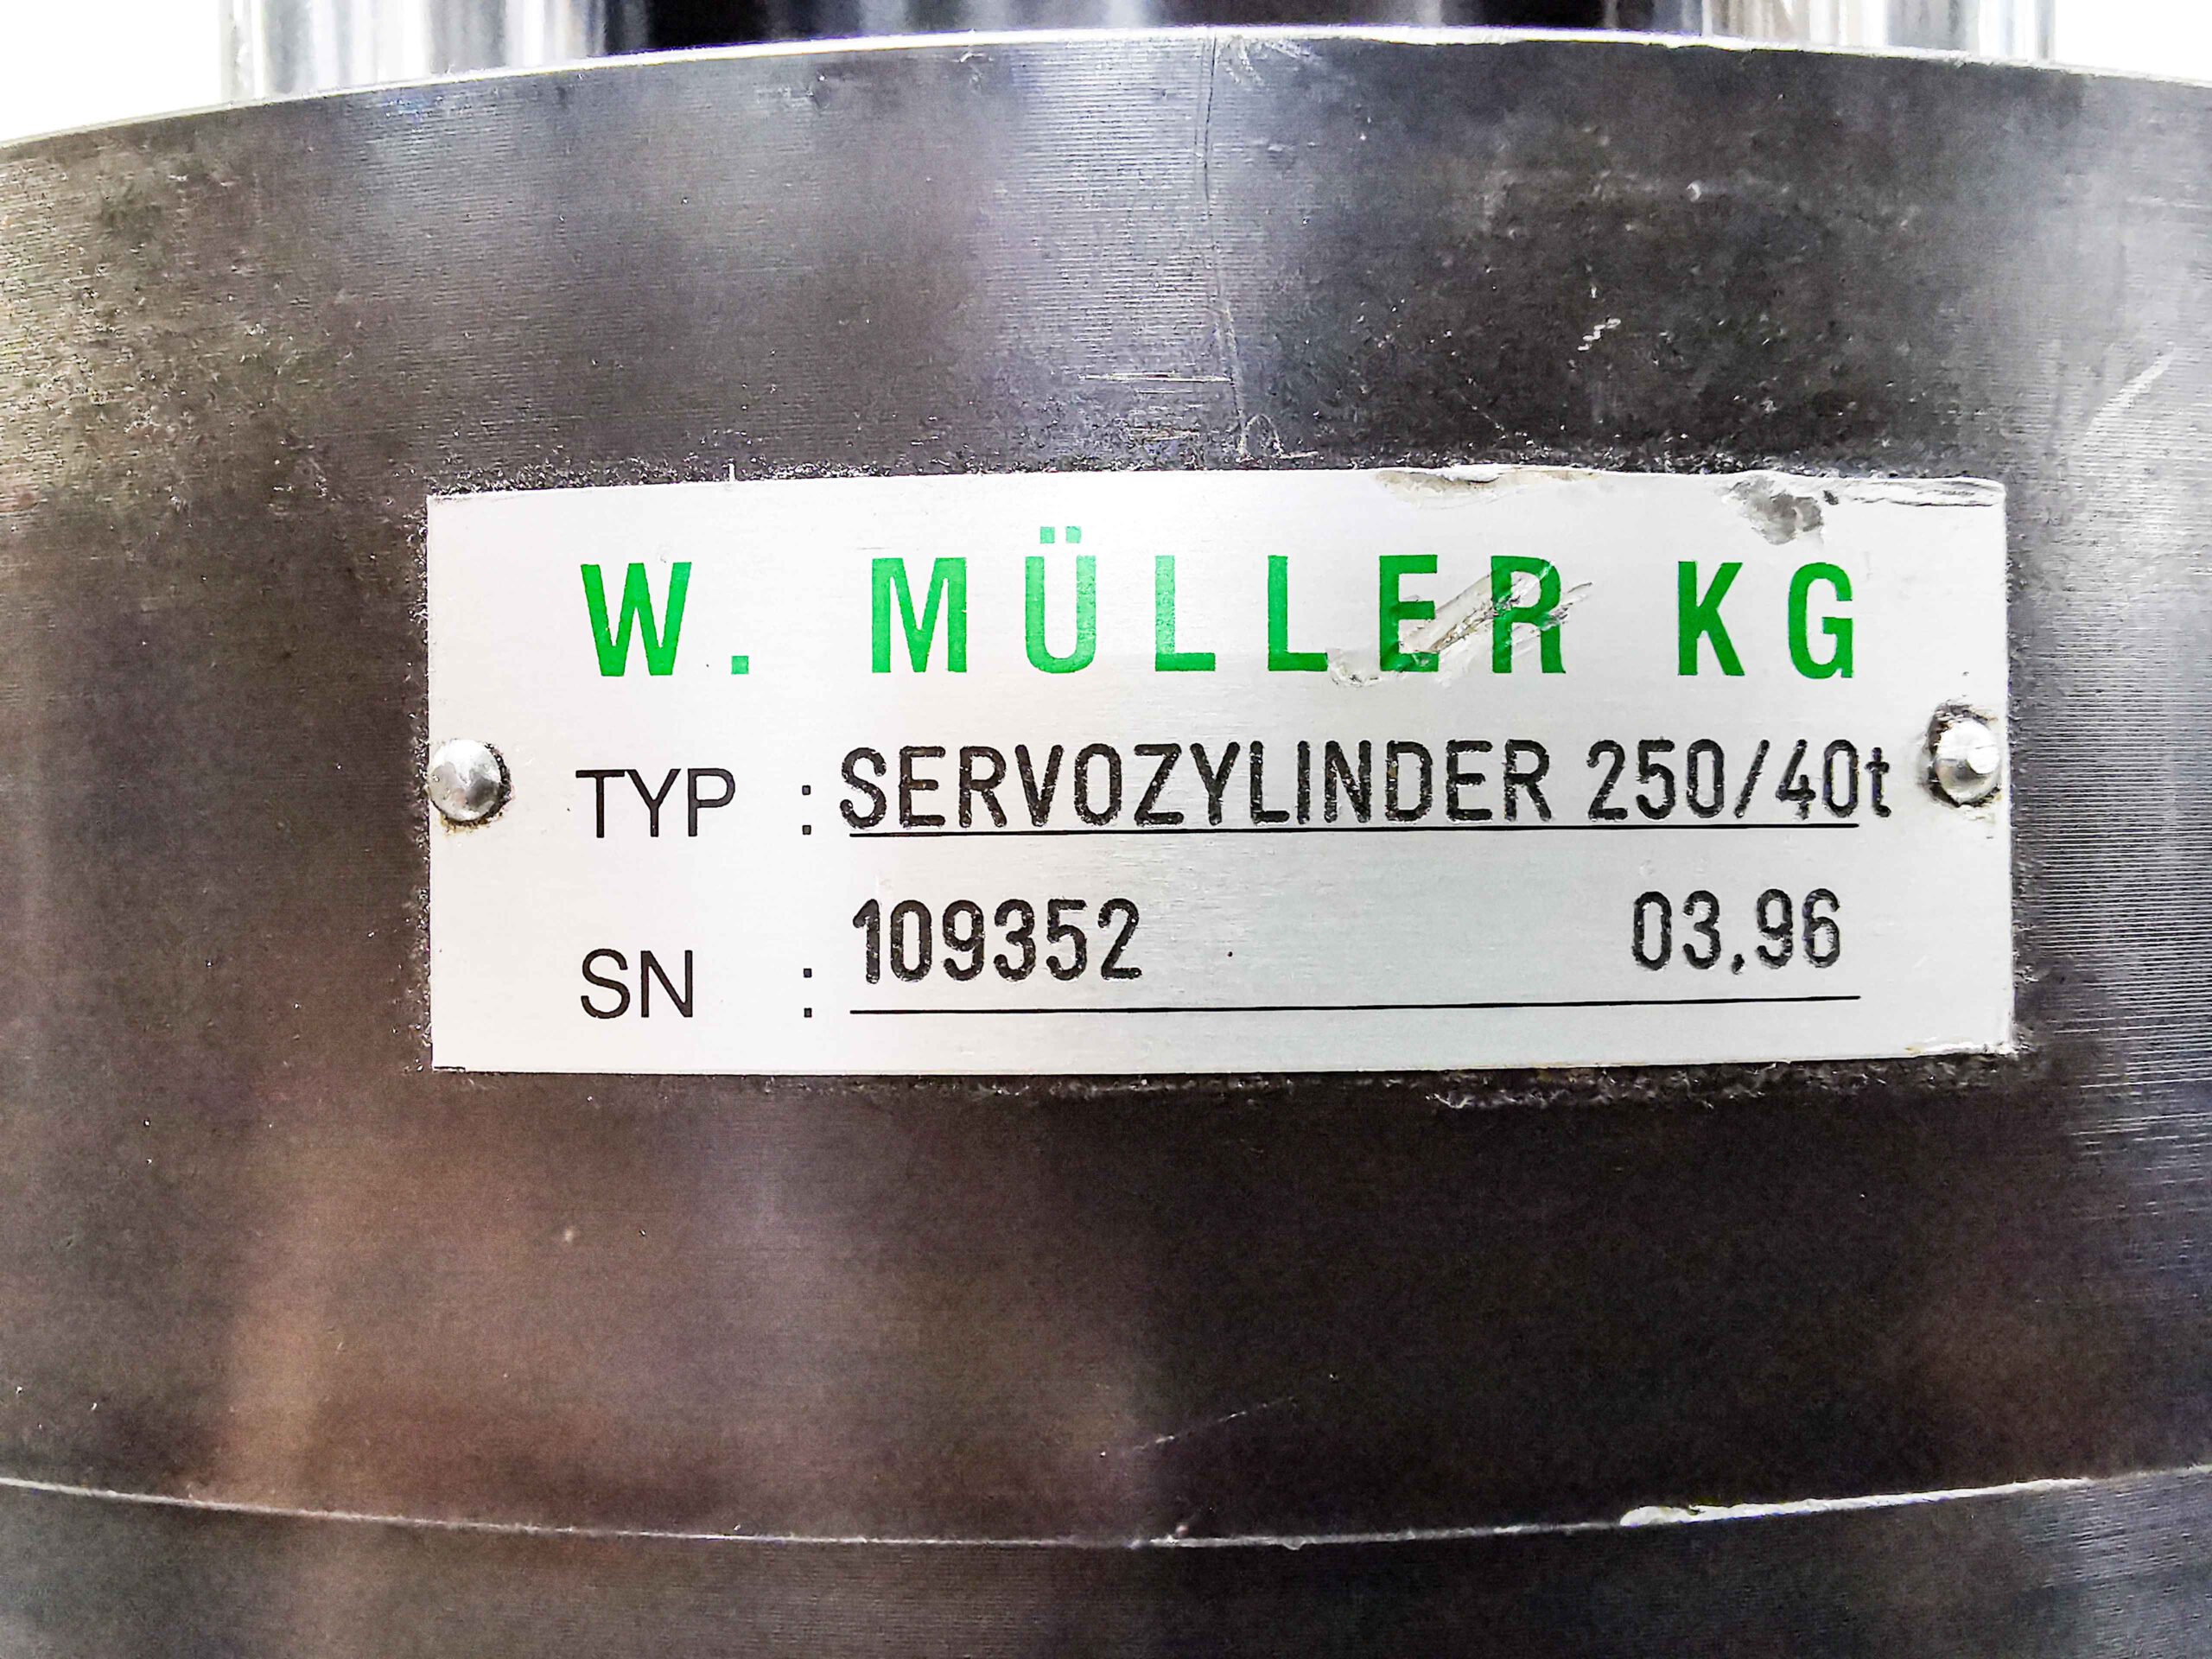 W. MÜLLER KG
TYP : SERVOZYLINDER 250/40t
SN : 109352 03.96